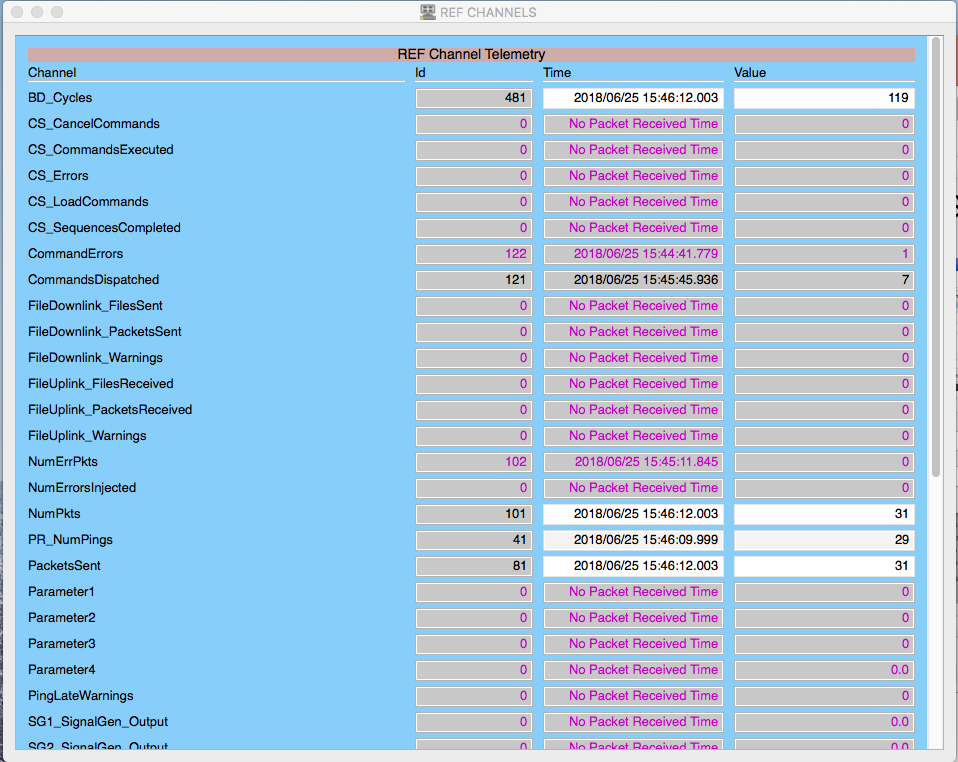 REF CHANNELS
REF Channel Telemetry
Channel Id Time Value
BD_Cycles 481 2018/06/25 15:46:12.003 119
CS_CancelCommands 0 No Packet Received Time 0
CS_CommandsExecuted 0 No Packet Received Time 0
CS_Errors 0 No Packet Received Time 0
CS_LoadCommands 0 No Packet Received Time 0
CS_SequencesCompleted 0 No Packet Received Time 0
CommandErrors 122 2018/06/25 15:44:41.779 1
CommandsDispatched 121 2018/06/25 15:45:45.936 7
FileDownlink_FilesSent 0 No Packet Received Time 0
FileDownlink_PacketsSent 0 No Packet Received Time 0
FileDownlink_Warnings 0 No Packet Received Time 0
FileUplink_FilesReceived 0 No Packet Received Time 0
FileUplink_PacketsReceived 0 No Packet Received Time 0
FileUplink_Warnings 0 No Packet Received Time 0
NumErrPkts 102 2018/06/25 15:45:11.845 0
NumErrorsInjected 0 No Packet Received Time 0
NumPkts 101 2018/06/25 15:46:12.003 31
PR_NumPings 41 2018/06/25 15:46:09.999 29
PacketsSent 81 2018/06/25 15:46:12.003 31
Parameter1 0 No Packet Received Time 0
Parameter2 0 No Packet Received Time 0
Parameter3 0 No Packet Received Time 0
Parameter4 0 No Packet Received Time 0.0
PingLateWarnings 0 No Packet Received Time 0
SG1_SignalGen_Output 0 No Packet Received Time 0.0
SG2_SignalGen_Output 0 No Packet Received Time 0.0